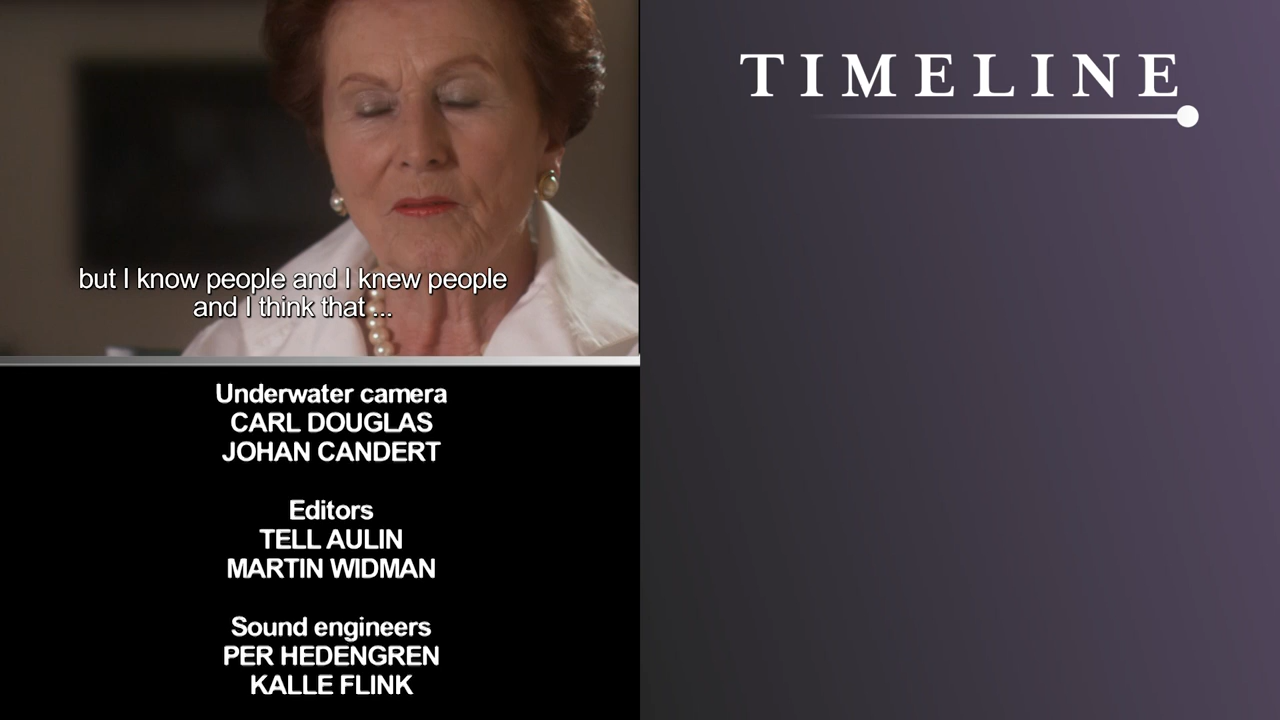 but I know people and I knew people
and I think that ...
Underwater camera
CARL DOUGLAS
JOHAN CANDERT
Editors
TELL AULIN
MARTIN WIDMAN
Sound engineers
PER HEDENGREN
KALLE FLINK
TIMELINE